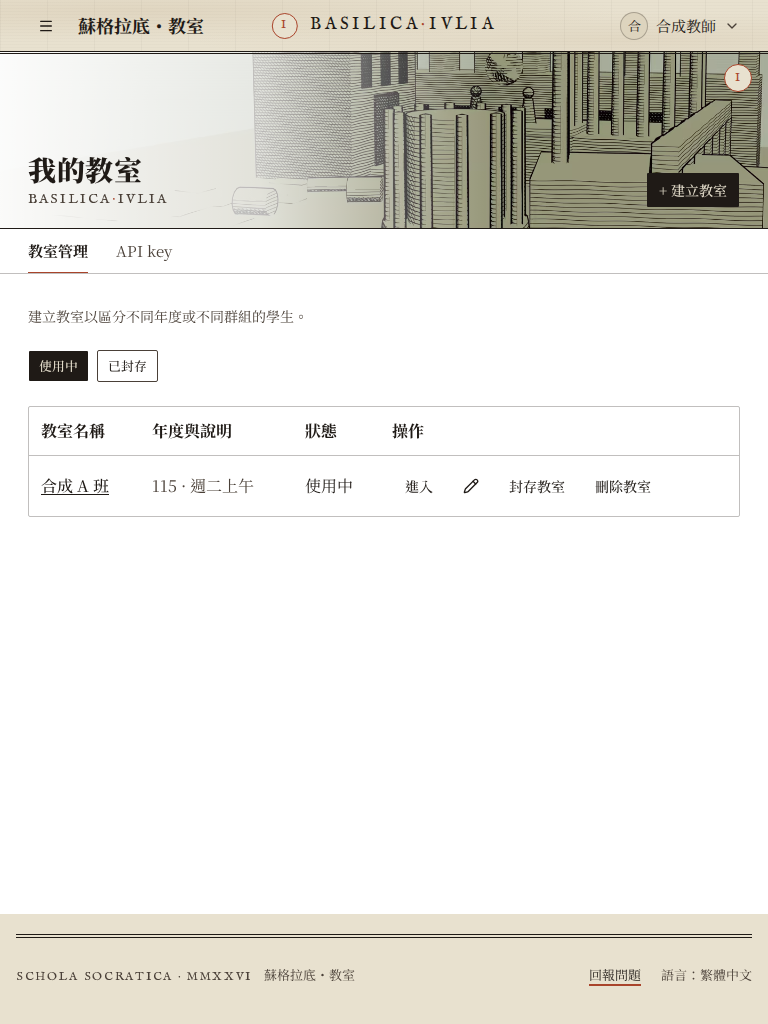 蘇格拉底・教室
I BASILICA·IVLIA
合 合成教師
I
我的教室
BASILICA·IVLIA
+ 建立教室
教室管理 API key
建立教室以區分不同年度或不同群組的學生。
使用中 已封存
教室名稱 年度與說明 狀態 操作
合成 A 班 115 · 週二上午 使用中 進入 封存教室 刪除教室
SCHOLA SOCRATICA · MMXXVI 蘇格拉底・教室
回報問題 語言：繁體中文